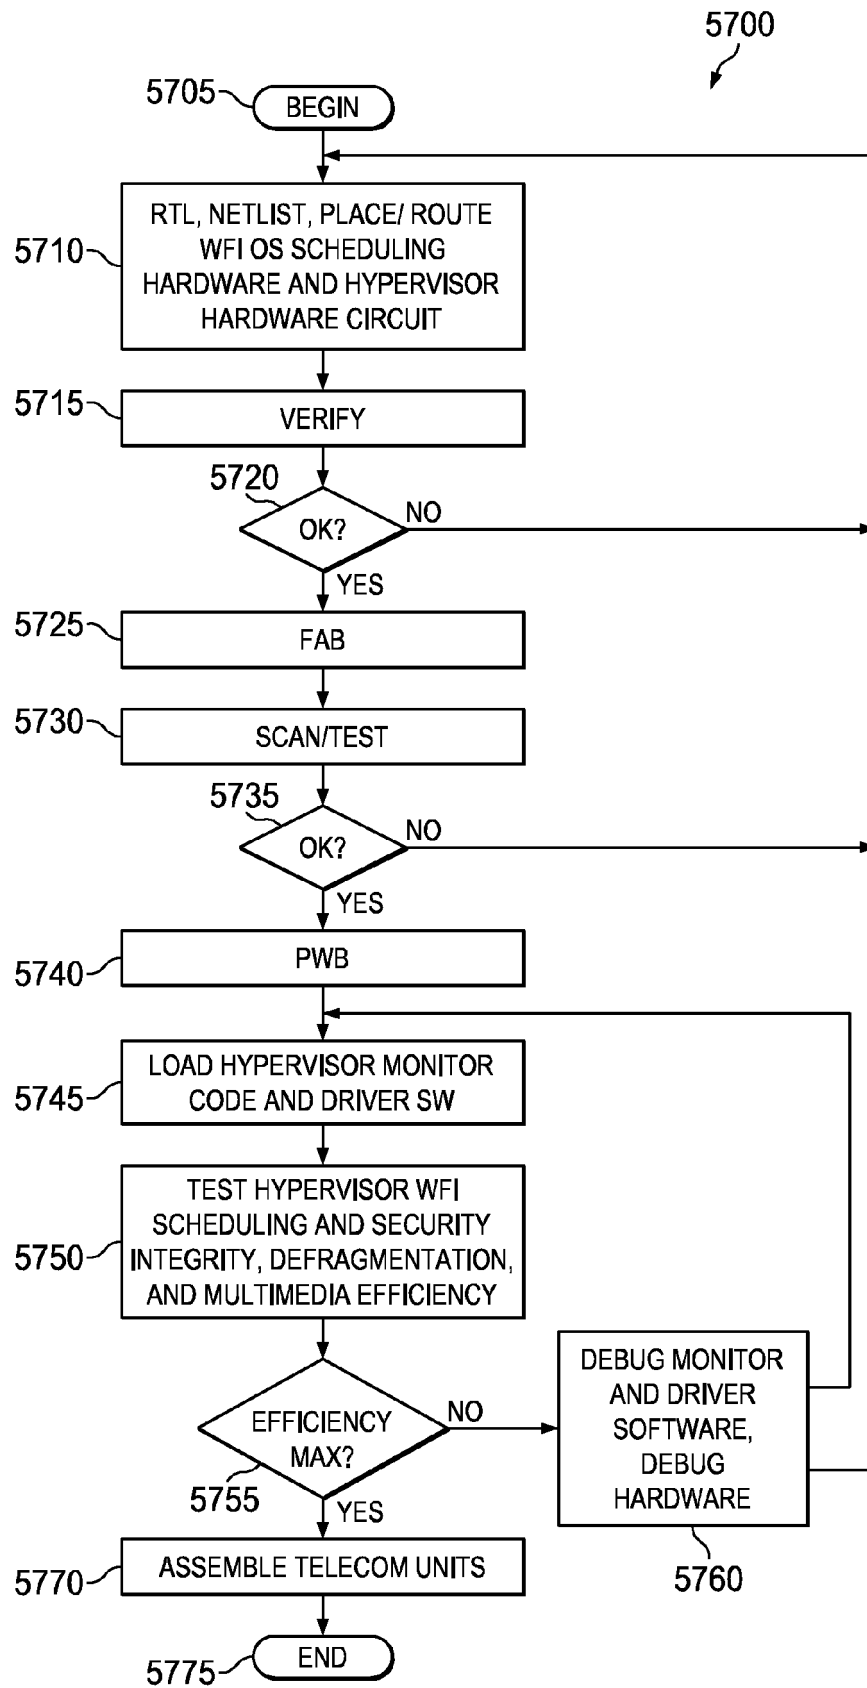 5700
5705
BEGIN
5710
RTL, NETLIST, PLACE/ ROUTE
WFI OS SCHEDULING
HARDWARE AND HYPERVISOR
HARDWARE CIRCUIT
5715
VERIFY
5720
OK?
NO
YES
5725
FAB
5730
SCAN/TEST
5735
OK?
NO
YES
5740
PWB
5745
LOAD HYPERVISOR MONITOR
CODE AND DRIVER SW
5750
TEST HYPERVISOR WFI
SCHEDULING AND SECURITY
INTEGRITY, DEFRAGMENTATION,
AND MULTIMEDIA EFFICIENCY
EFFICIENCY
MAX?
5755
NO
YES
DEBUG MONITOR
AND DRIVER
SOFTWARE,
DEBUG
HARDWARE
5760
5770
ASSEMBLE TELECOM UNITS
5775
END